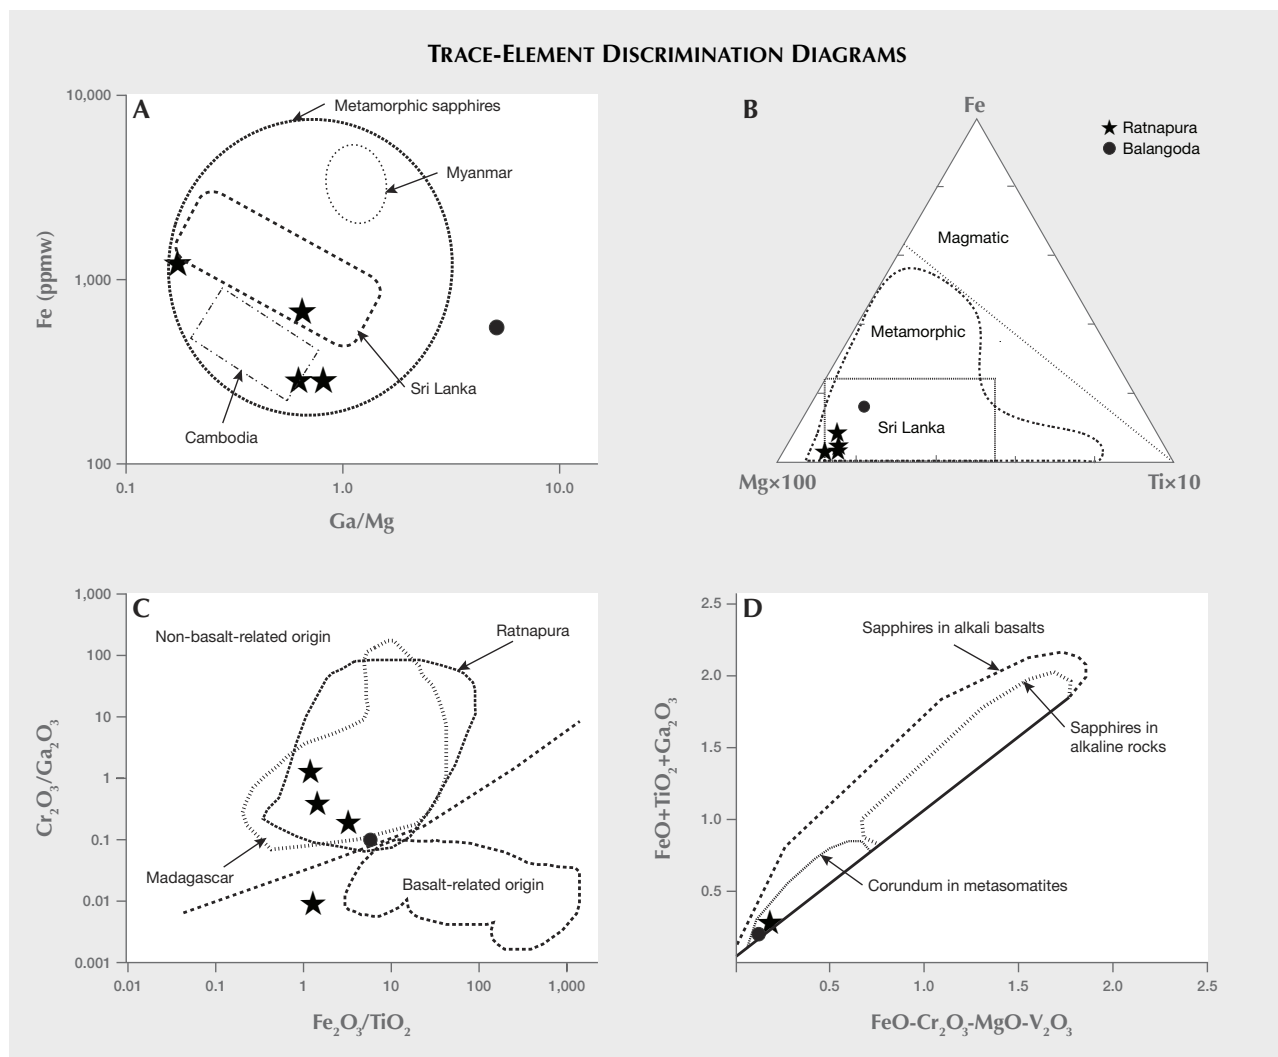 TRACE-ELEMENT DISCRIMINATION DIAGRAMS
A
10,000
1,000
100
0.1
1.0
10.0
Fe (ppmw)
Ga/Mg
Metamorphic sapphires
Myanmar
Sri Lanka
Cambodia
B
Fe
Ratnapura
Balangoda
Magmatic
Metamorphic
Sri Lanka
Mg×100
Ti×10
C
1,000
100
10
1
0.1
0.01
0.001
0.01
0.1
1
10
100
1,000
Cr₂O₃/Ga₂O₃
Fe₂O₃/TiO₂
Non-basalt-related origin
Ratnapura
Madagascar
Basalt-related origin
D
2.5
2.0
1.5
1.0
0.5
0.5
1.0
1.5
2.0
2.5
FeO+TiO₂+Ga₂O₃
FeO-Cr₂O₃-MgO-V₂O₃
Sapphires in alkali basalts
Sapphires in
alkaline rocks
Corundum in metasomatites